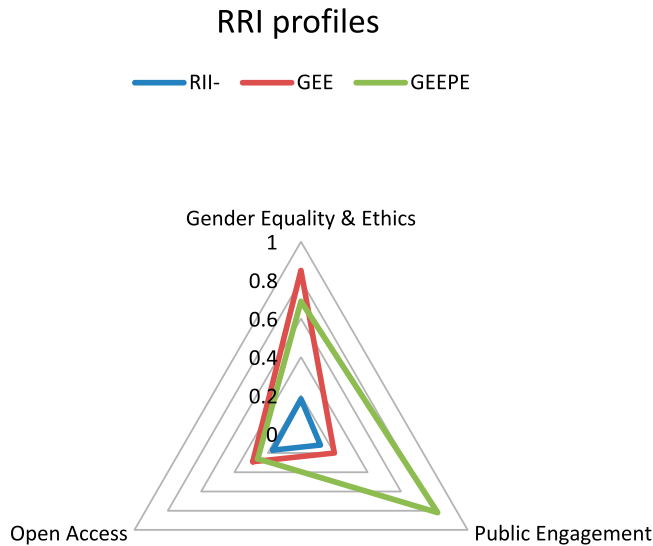 RRI profiles
RII- GEE GEEPE
Gender Equality & Ethics
1
0.8
0.6
0.4
0.2
0
Open Access Public Engagement